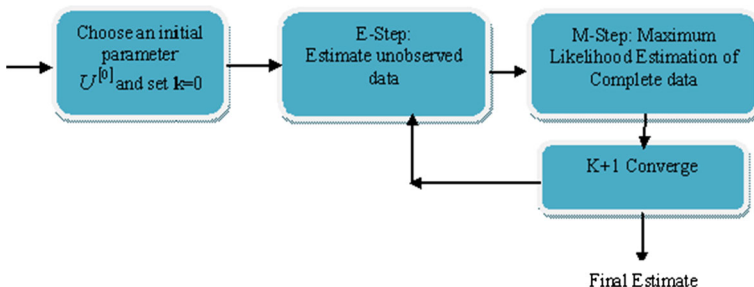 Choose an initial
parameter
U^[0] and set k=0
E-Step:
Estimate unobserved
data
M-Step: Maximum
Likelihood Estimation of
Complete data
K+1 Converge
Final Estimate